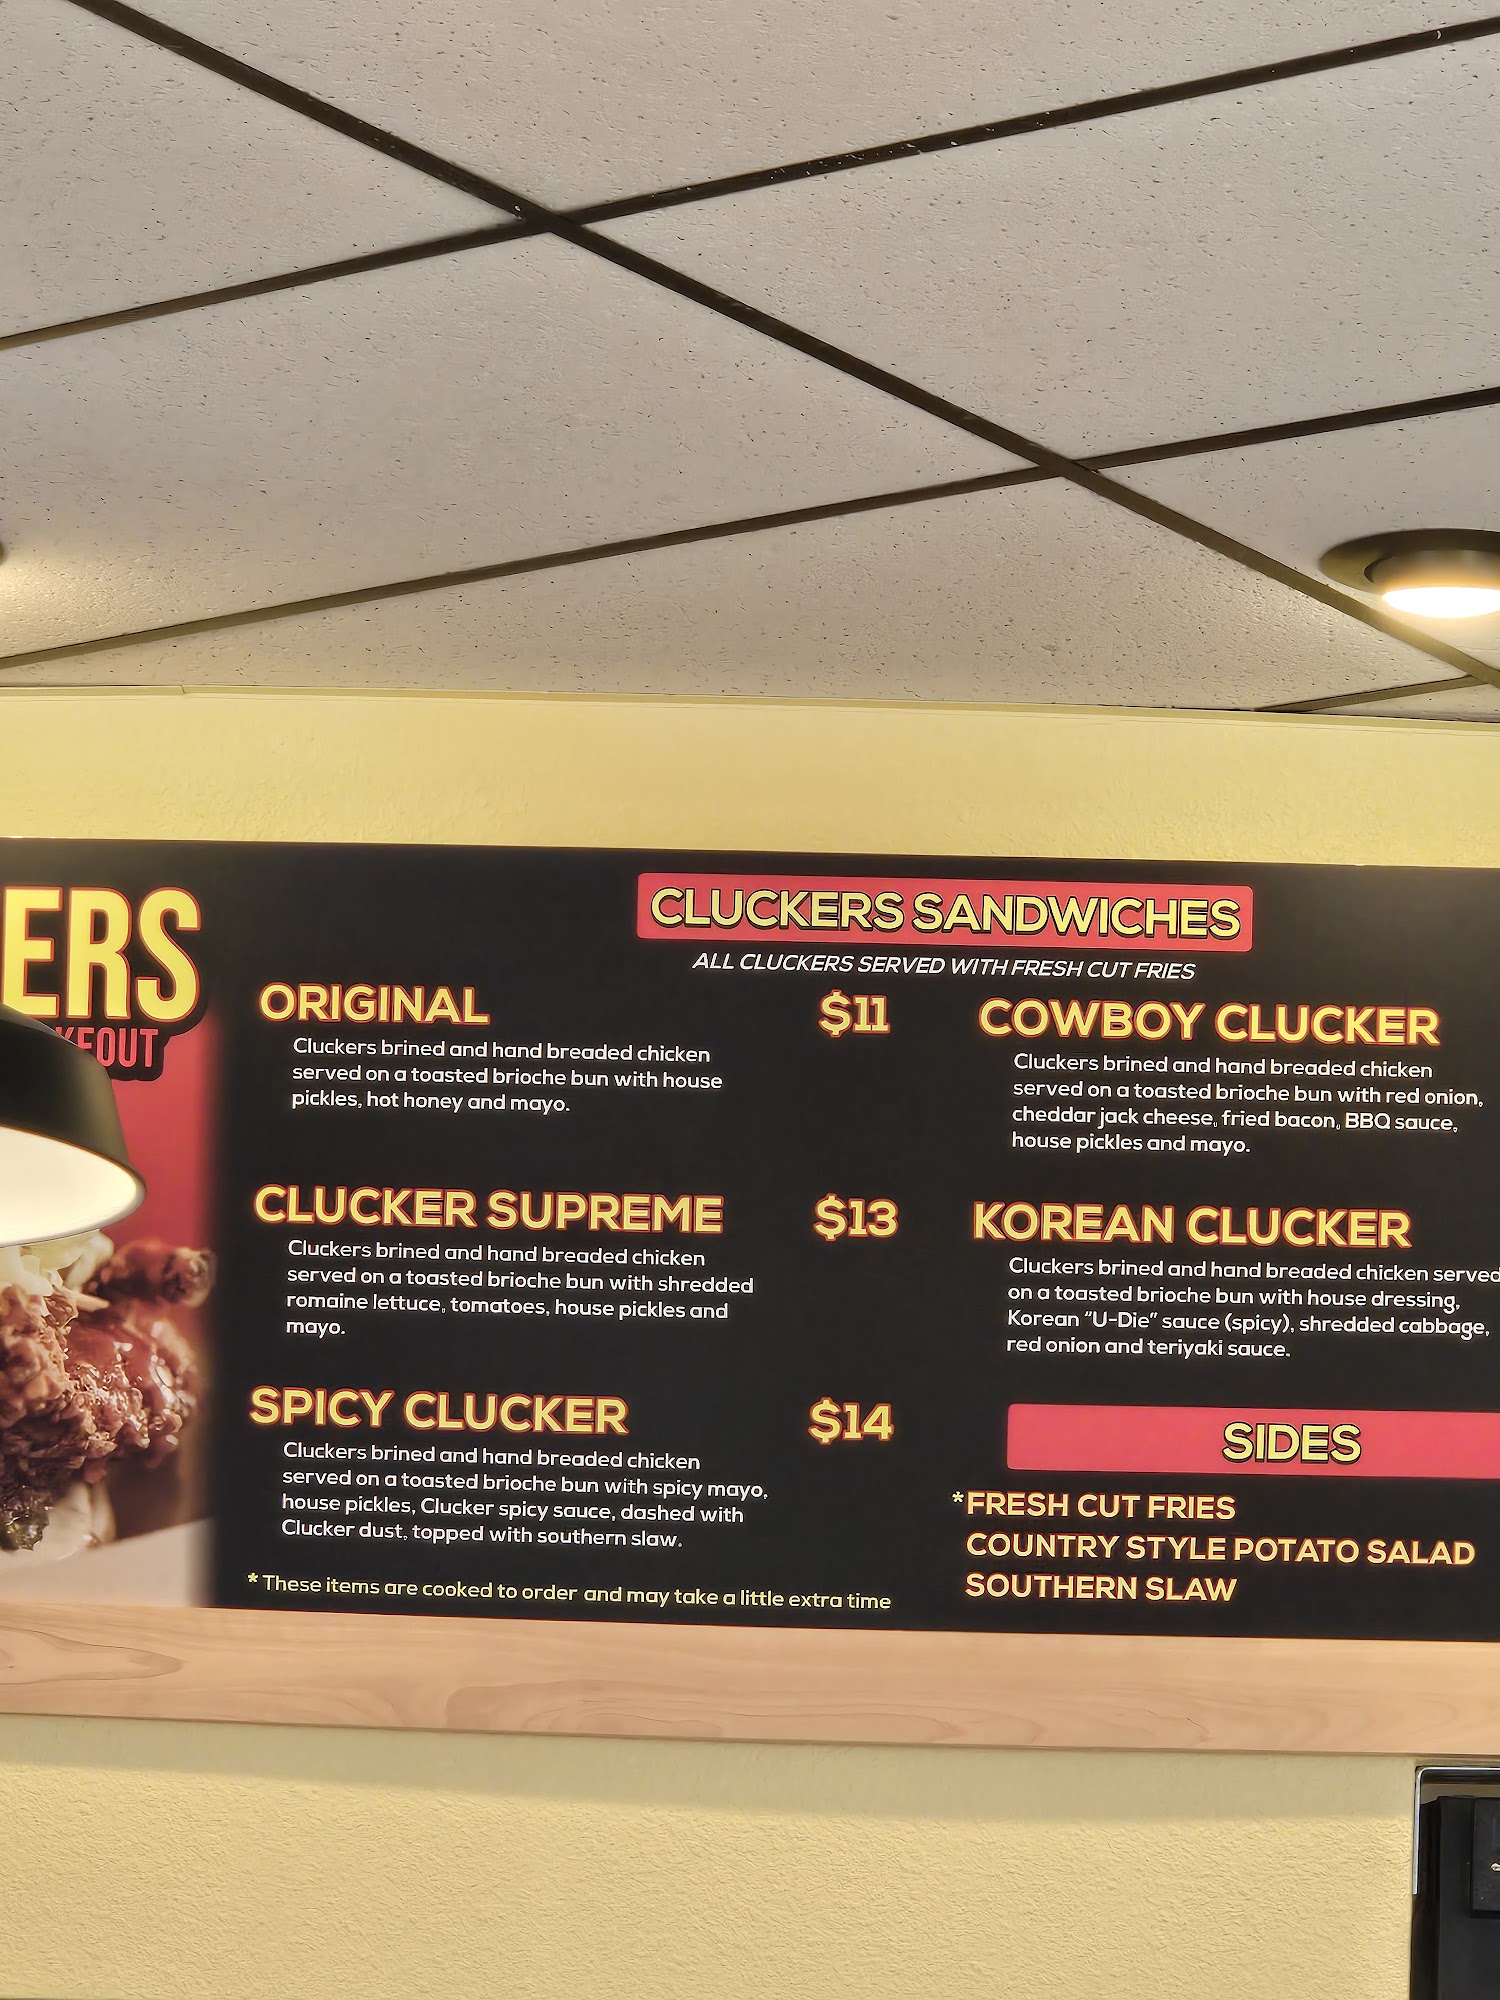 ERS
KEOUT
CLUCKERS SANDWICHES
ALL CLUCKERS SERVED WITH FRESH CUT FRIES
ORIGINAL $11
Cluckers brined and hand breaded chicken
served on a toasted brioche bun with house
pickles, hot honey and mayo.
CLUCKER SUPREME $13
Cluckers brined and hand breaded chicken
served on a toasted brioche bun with shredded
romaine lettuce, tomatoes, house pickles and
mayo.
SPICY CLUCKER $14
Cluckers brined and hand breaded chicken
served on a toasted brioche bun with spicy mayo,
house pickles, Clucker spicy sauce, dashed with
Clucker dust, topped with southern slaw.
* These items are cooked to order and may take a little extra time
COWBOY CLUCKER
Cluckers brined and hand breaded chicken
served on a toasted brioche bun with red onion,
cheddar jack cheese, fried bacon, BBQ sauce,
house pickles and mayo.
KOREAN CLUCKER
Cluckers brined and hand breaded chicken served
on a toasted brioche bun with house dressing,
Korean "U-Die" sauce (spicy), shredded cabbage,
red onion and teriyaki sauce.
SIDES
*FRESH CUT FRIES
COUNTRY STYLE POTATO SALAD
SOUTHERN SLAW